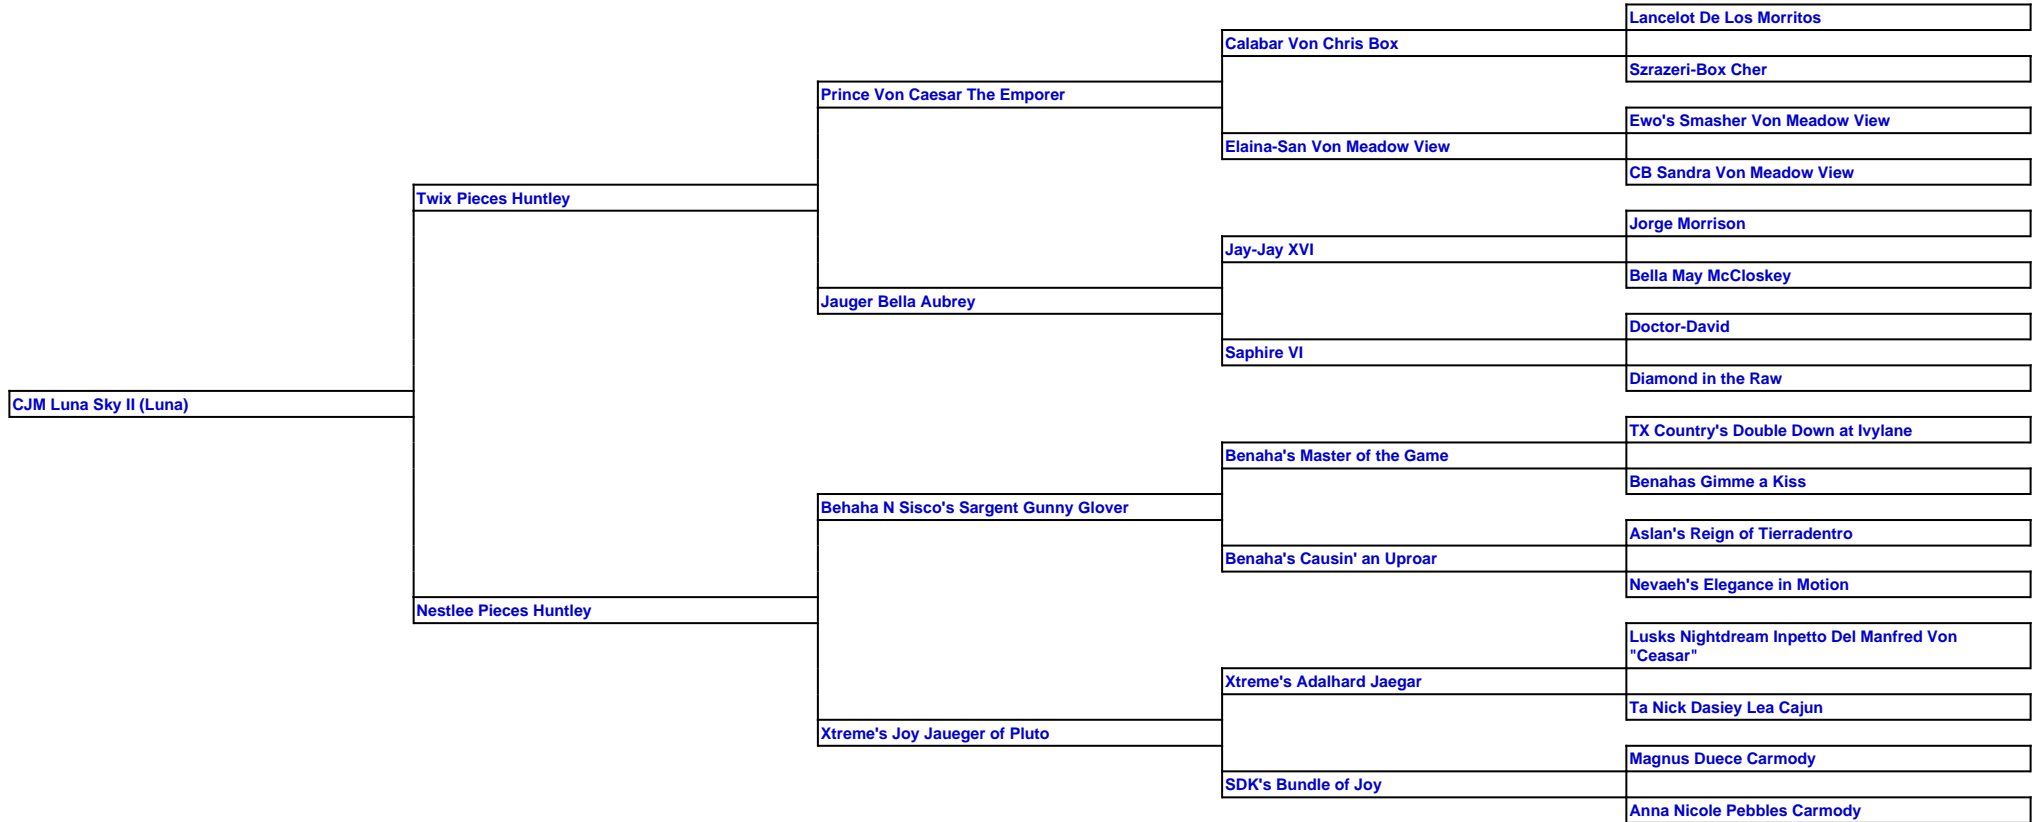 Lancelot De Los Morritos
Calabar Von Chris Box
Szrazeri-Box Cher
Prince Von Caesar The Emporer
Ewo's Smasher Von Meadow View
Elaina-San Von Meadow View
CB Sandra Von Meadow View
Twix Pieces Huntley
Jorge Morrison
Jay-Jay XVI
Bella May McCloskey
Jauger Bella Aubrey
Doctor-David
Saphire VI
Diamond in the Raw
CJM Luna Sky II (Luna)
TX Country's Double Down at Ivylane
Benaha's Master of the Game
Benahas Gimme a Kiss
Behaha N Sisco's Sargent Gunny Glover
Aslan's Reign of Tierradentro
Benaha's Causin' an Uproar
Nevaeh's Elegance in Motion
Nestlee Pieces Huntley
Lusks Nightdream Inpetto Del Manfred Von
"Ceasar"
Xtreme's Adalhard Jaegar
Ta Nick Dasiey Lea Cajun
Xtreme's Joy Jaueger of Pluto
Magnus Duece Carmody
SDK's Bundle of Joy
Anna Nicole Pebbles Carmody